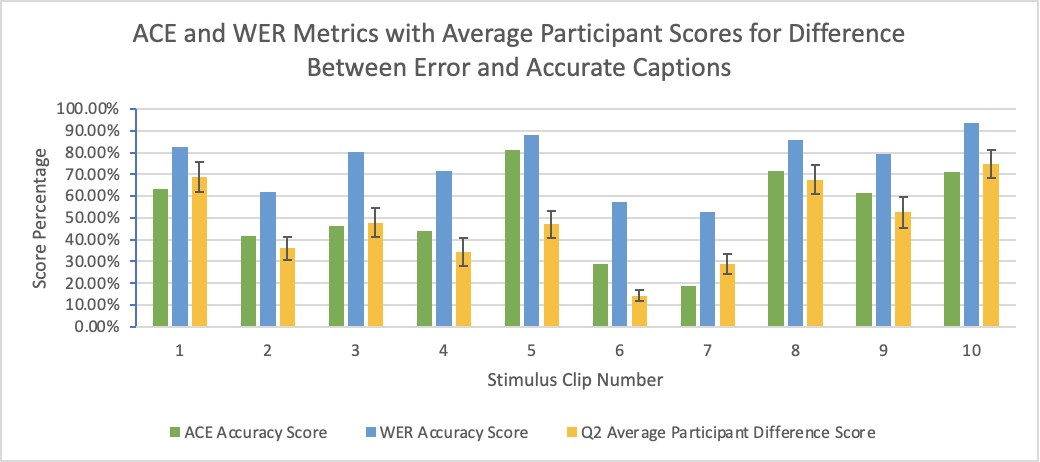 ACE and WER Metrics with Average Participant Scores for Difference
Between Error and Accurate Captions
Score Percentage
100.00%
90.00%
80.00%
70.00%
60.00%
50.00%
40.00%
30.00%
20.00%
10.00%
0.00%
1 2 3 4 5 6 7 8 9 10
Stimulus Clip Number
ACE Accuracy Score WER Accuracy Score Q2 Average Participant Difference Score